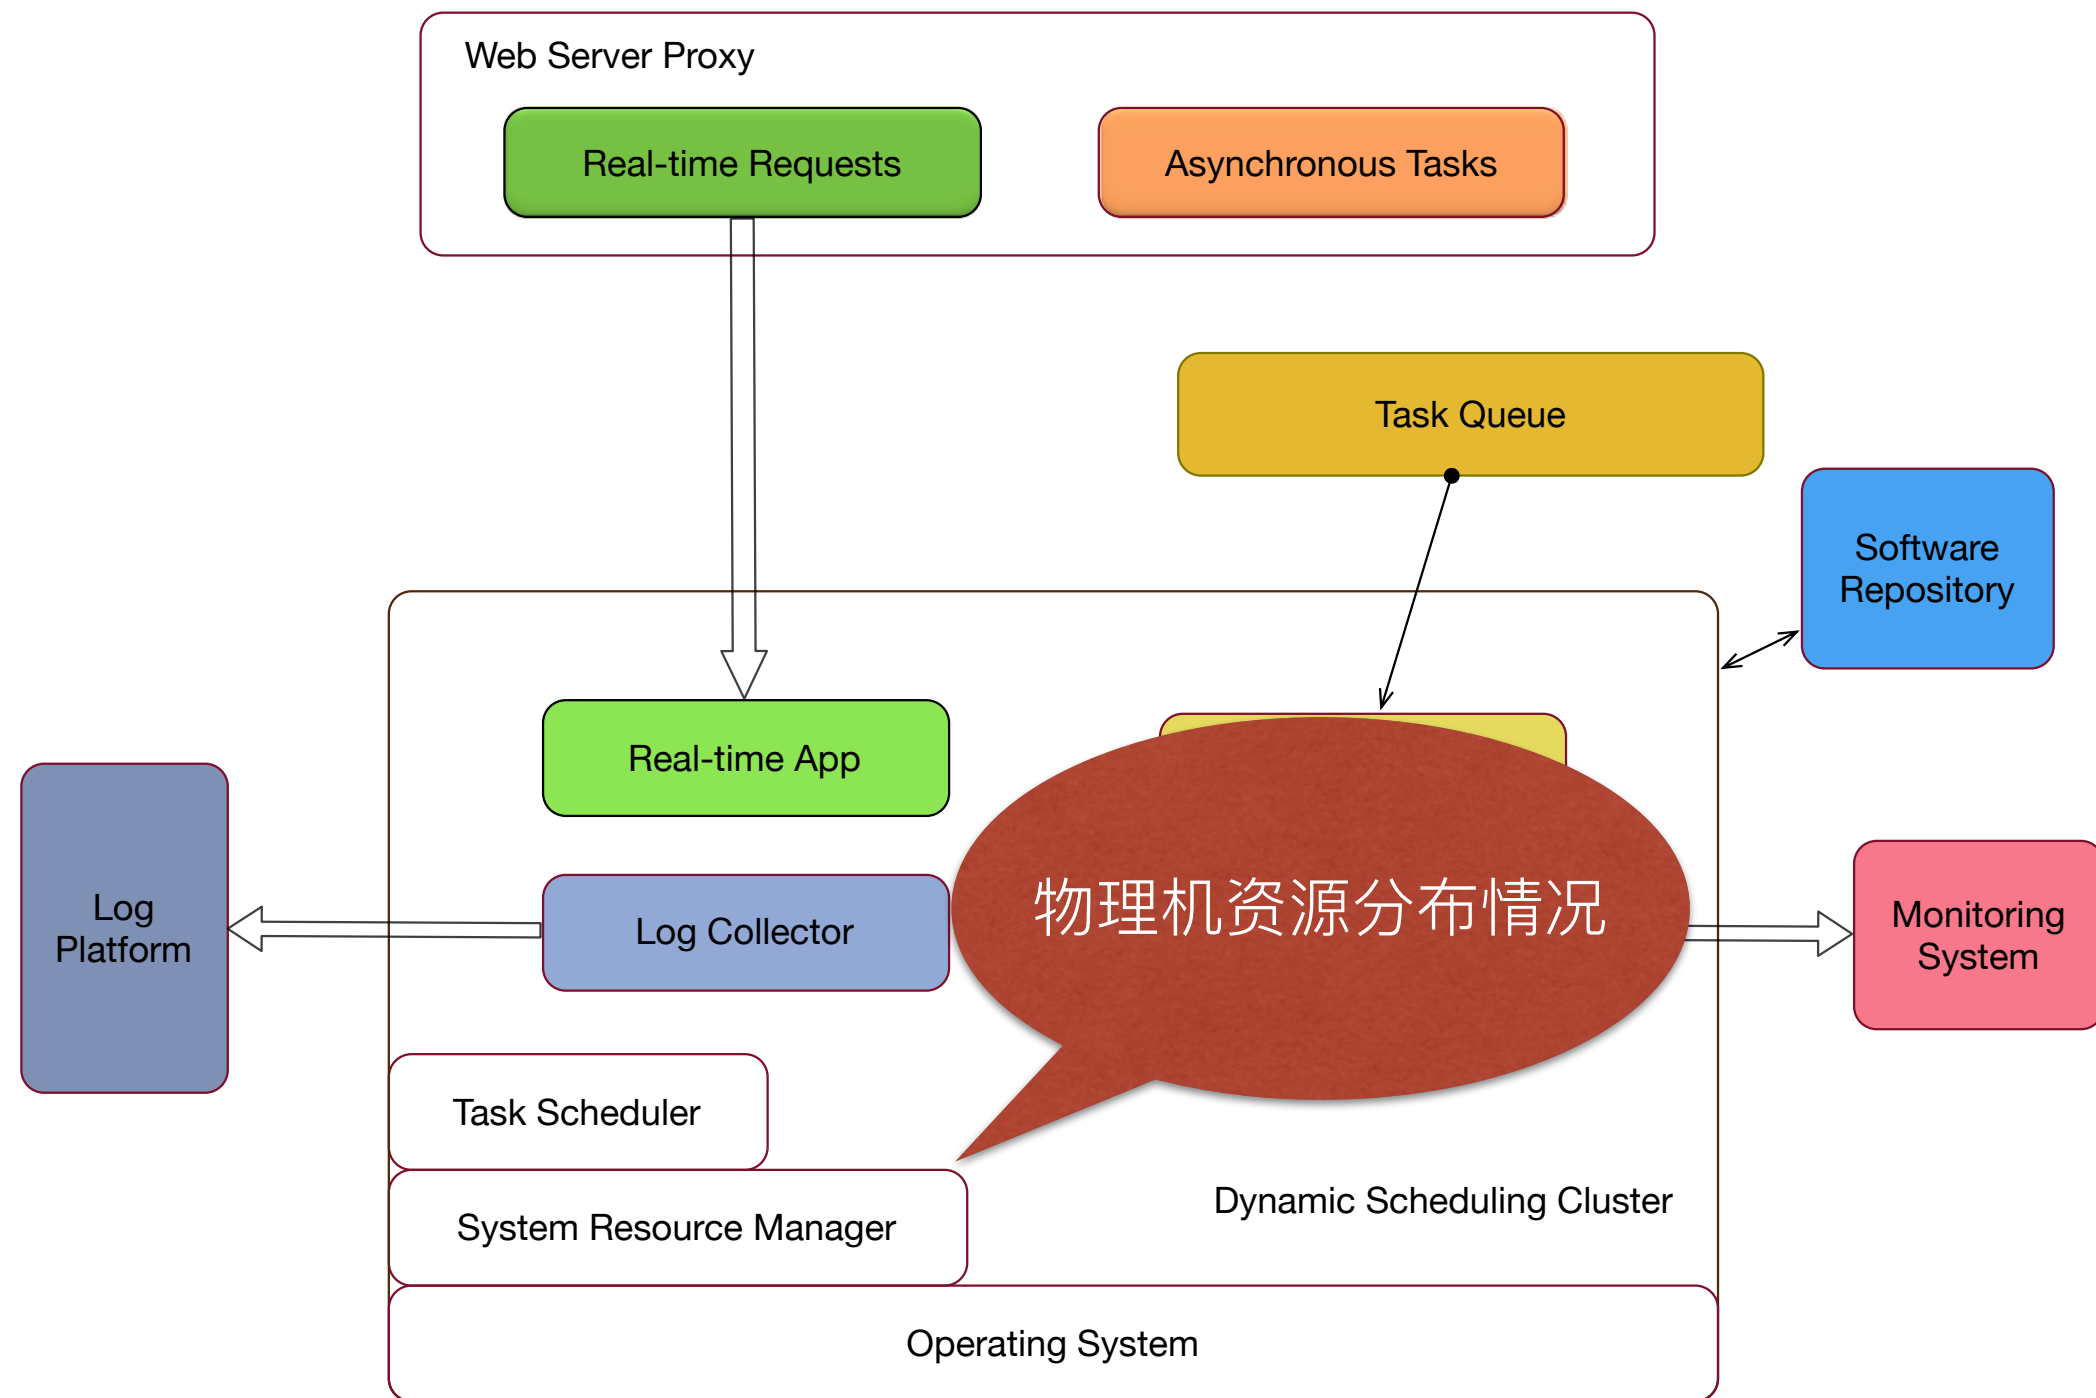 Web Server Proxy
Real-time Requests
Asynchronous Tasks
Task Queue
Software
Repository
Real-time App
Log
Platform
Log Collector
物理机资源分布情况
Monitoring
System
Task Scheduler
System Resource Manager
Dynamic Scheduling Cluster
Operating System